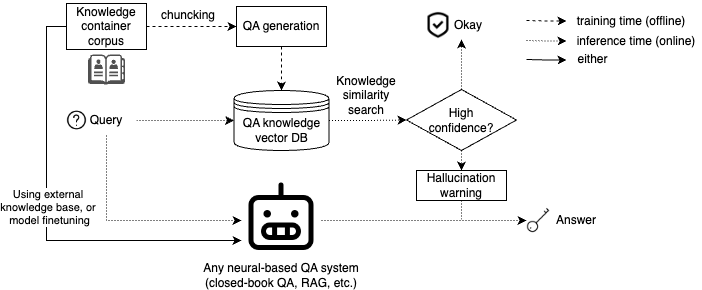 Knowledge
container
corpus
chuncking
QA generation
Okay
training time (offline)
inference time (online)
either
Knowledge
similarity
search
? Query
QA knowledge
vector DB
High
confidence?
Hallucination
warning
Using external
knowledge base, or
model finetuning
Answer
Any neural-based QA system
(closed-book QA, RAG, etc.)